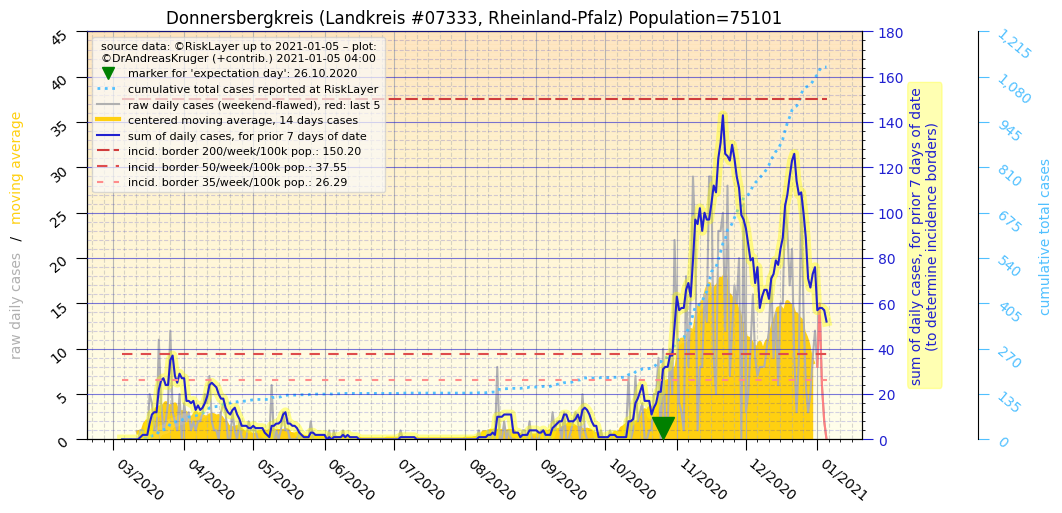 Donnersbergkreis (Landkreis #07333, Rheinland-Pfalz) Population=75101
source data: ©RiskLayer up to 2021-01-05 – plot:
©DrAndreasKruger (+contrib.) 2021-01-05 04:00
marker for 'expectation day': 26.10.2020
cumulative total cases reported at RiskLayer
raw daily cases (weekend-flawed), red: last 5
centered moving average, 14 days cases
sum of daily cases, for prior 7 days of date
incid. border 200/week/100k pop.: 150.20
incid. border 50/week/100k pop.: 37.55
incid. border 35/week/100k pop.: 26.29
raw daily cases / moving average
45
40
35
30
25
20
15
10
5
0
03/2020
04/2020
05/2020
06/2020
07/2020
08/2020
09/2020
10/2020
11/2020
12/2020
01/2021
180
160
140
120
100
80
60
40
20
0
sum of daily cases, for prior 7 days of date
(to determine incidence borders)
1,215
1,080
945
810
675
540
405
270
135
0
cumulative total cases